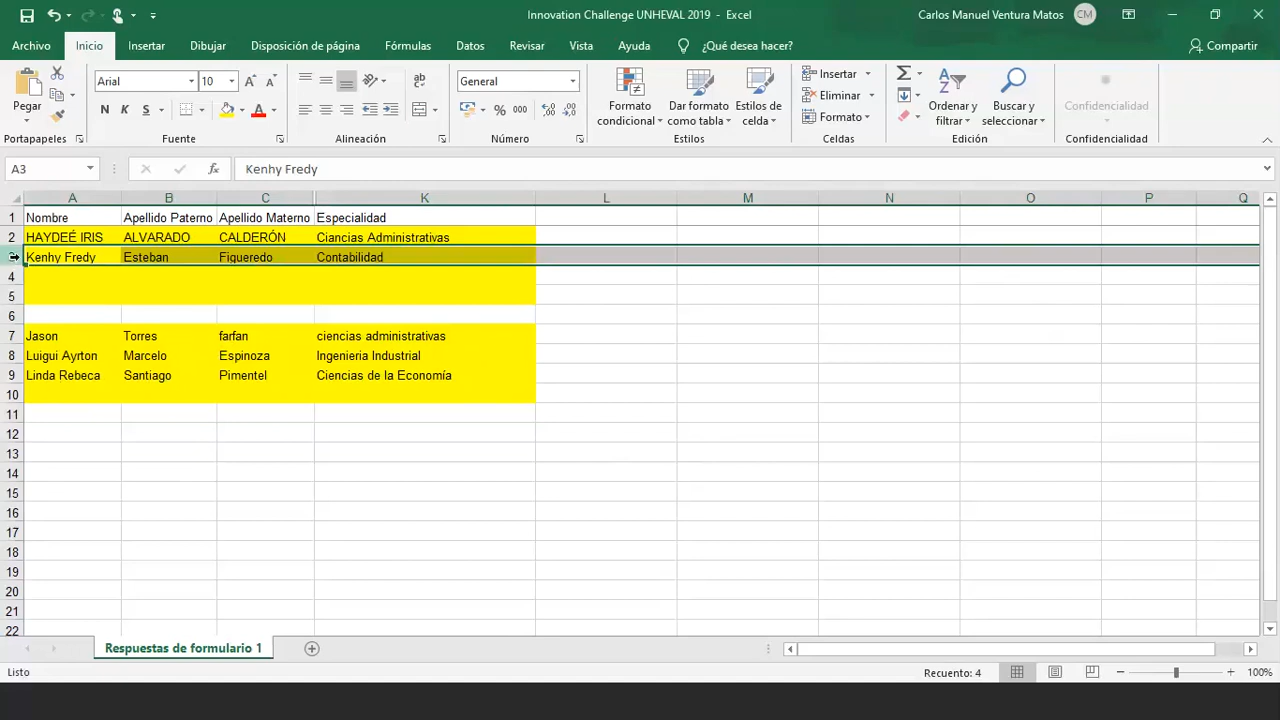 Innovation Challenge UNHEVAL 2019 - Excel
Carlos Manuel Ventura Matos CM
Archivo Inicio Insertar Dibujar Disposición de página Fórmulas Datos Revisar Vista Ayuda ¿Qué desea hacer? Compartir
Pegar
Arial 10
N K S
General
% 000
Formato condicional
Dar formato como tabla
Estilos de celda
Insertar
Eliminar
Formato
Ordenar y filtrar
Buscar y seleccionar
Confidencialidad
Portapapeles Fuente Alineación Número Estilos Celdas Edición Confidencialidad
A3 fx Kenhy Fredy
A B C K L M N O P Q
1 Nombre Apellido Paterno Apellido Materno Especialidad
2 HAYDEÉ IRIS ALVARADO CALDERÓN Ciancias Administrativas
Kenhy Fredy Esteban Figueredo Contabilidad
4
5
6
7 Jason Torres farfan ciencias administrativas
8 Luigui Ayrton Marcelo Espinoza Ingenieria Industrial
9 Linda Rebeca Santiago Pimentel Ciencias de la Economía
10
11
12
13
14
15
16
17
18
19
20
21
22
Respuestas de formulario 1
Listo Recuento: 4 100%